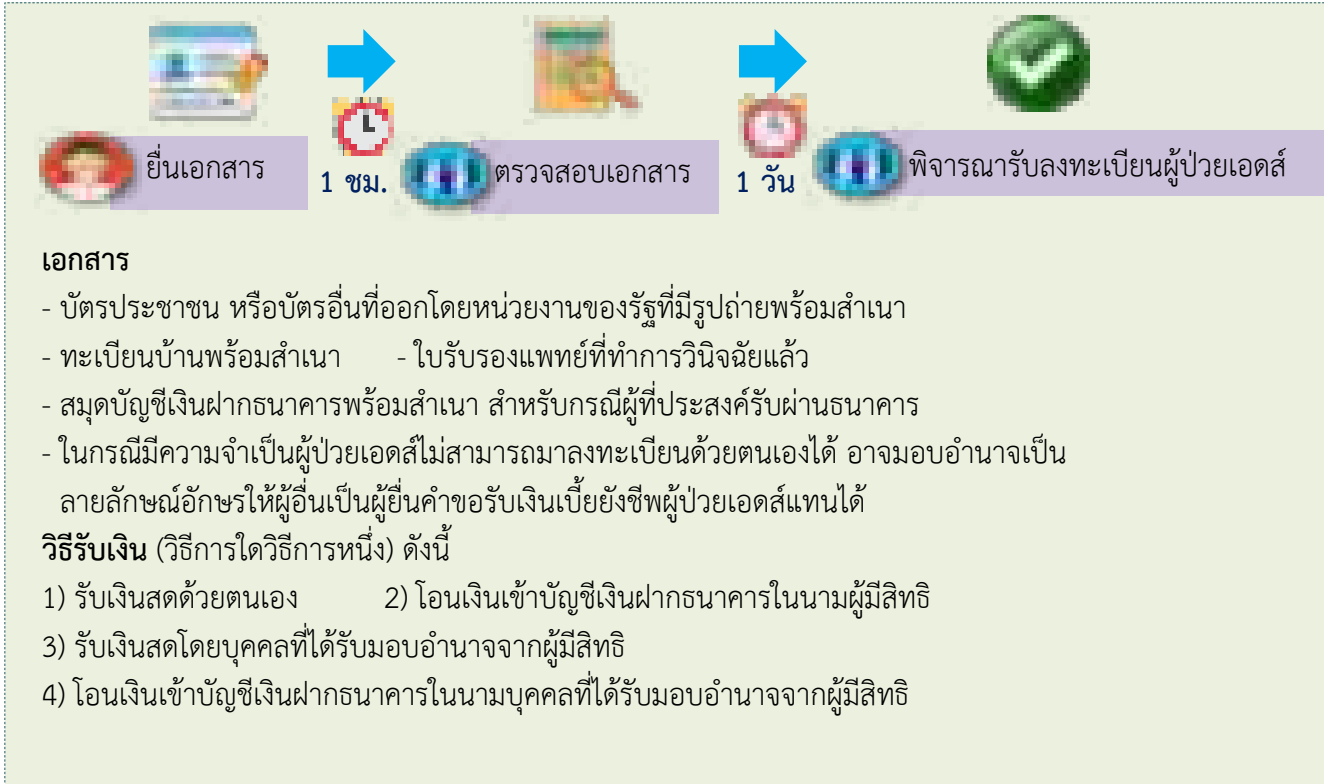 ยื่นเอกสาร
1 ชม.
ตรวจสอบเอกสาร
1 วัน
พิจารณารับลงทะเบียนผู้ป่วยเอดส์
เอกสาร
- บัตรประชาชน หรือบัตรอื่นที่ออกโดยหน่วยงานของรัฐที่มีรูปถ่ายพร้อมสำเนา
- ทะเบียนบ้านพร้อมสำเนา - ใบรับรองแพทย์ที่ทำการวินิจฉัยแล้ว
- สมุดบัญชีเงินฝากธนาคารพร้อมสำเนา สำหรับกรณีผู้ที่ประสงค์รับผ่านธนาคาร
- ในกรณีมีความจำเป็นผู้ป่วยเอดส์ไม่สามารถมาลงทะเบียนด้วยตนเองได้ อาจมอบอำนาจเป็น
ลายลักษณ์อักษรให้ผู้อื่นเป็นผู้ยื่นคำขอรับเงินเบี้ยยังชีพผู้ป่วยเอดส์แทนได้
วิธีรับเงิน (วิธีการใดวิธีการหนึ่ง) ดังนี้
1) รับเงินสดด้วยตนเอง 2) โอนเงินเข้าบัญชีเงินฝากธนาคารในนามผู้มีสิทธิ
3) รับเงินสดโดยบุคคลที่ได้รับมอบอำนาจจากผู้มีสิทธิ
4) โอนเงินเข้าบัญชีเงินฝากธนาคารในนามบุคคลที่ได้รับมอบอำนาจจากผู้มีสิทธิ